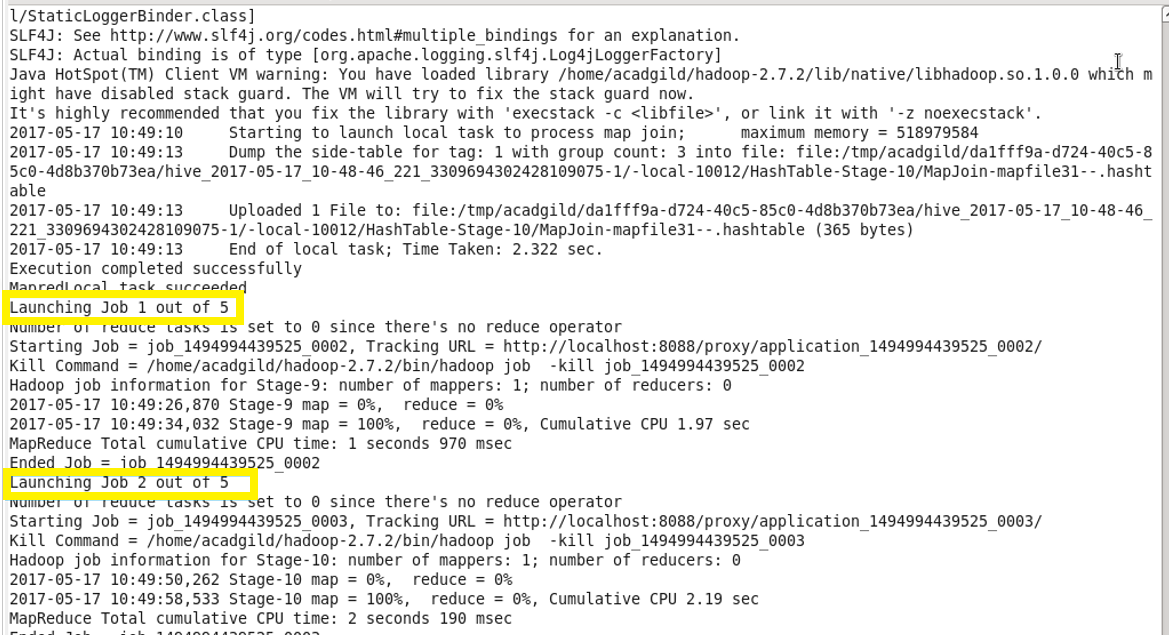 l/StaticLoggerBinder.class]
SLF4J: See http://www.slf4j.org/codes.html#multiple_bindings for an explanation.
SLF4J: Actual binding is of type [org.apache.logging.slf4j.Log4jLoggerFactory]
Java HotSpot(TM) Client VM warning: You have loaded library /home/acadgild/hadoop-2.7.2/lib/native/libhadoop.so.1.0.0 which m
ight have disabled stack guard. The VM will try to fix the stack guard now.
It's highly recommended that you fix the library with 'execstack -c <libfile>', or link it with '-z noexecstack'.
2017-05-17 10:49:10     Starting to launch local task to process map join;      maximum memory = 518979584
2017-05-17 10:49:13     Dump the side-table for tag: 1 with group count: 3 into file: file:/tmp/acadgild/da1fff9a-d724-40c5-8
5c0-4d8b370b73ea/hive_2017-05-17_10-48-46_221_3309694302428109075-1/-local-10012/HashTable-Stage-10/MapJoin-mapfile31--.hasht
able
2017-05-17 10:49:13     Uploaded 1 File to: file:/tmp/acadgild/da1fff9a-d724-40c5-85c0-4d8b370b73ea/hive_2017-05-17_10-48-46_
221_3309694302428109075-1/-local-10012/HashTable-Stage-10/MapJoin-mapfile31--.hashtable (365 bytes)
2017-05-17 10:49:13     End of local task; Time Taken: 2.322 sec.
Execution completed successfully
MapredLocal task succeeded
Launching Job 1 out of 5
Number of reduce tasks is set to 0 since there's no reduce operator
Starting Job = job_1494994439525_0002, Tracking URL = http://localhost:8088/proxy/application_1494994439525_0002/
Kill Command = /home/acadgild/hadoop-2.7.2/bin/hadoop job  -kill job_1494994439525_0002
Hadoop job information for Stage-9: number of mappers: 1; number of reducers: 0
2017-05-17 10:49:26,870 Stage-9 map = 0%,  reduce = 0%
2017-05-17 10:49:34,032 Stage-9 map = 100%,  reduce = 0%, Cumulative CPU 1.97 sec
MapReduce Total cumulative CPU time: 1 seconds 970 msec
Ended Job = job_1494994439525_0002
Launching Job 2 out of 5
Number of reduce tasks is set to 0 since there's no reduce operator
Starting Job = job_1494994439525_0003, Tracking URL = http://localhost:8088/proxy/application_1494994439525_0003/
Kill Command = /home/acadgild/hadoop-2.7.2/bin/hadoop job  -kill job_1494994439525_0003
Hadoop job information for Stage-10: number of mappers: 1; number of reducers: 0
2017-05-17 10:49:50,262 Stage-10 map = 0%,  reduce = 0%
2017-05-17 10:49:58,533 Stage-10 map = 100%,  reduce = 0%, Cumulative CPU 2.19 sec
MapReduce Total cumulative CPU time: 2 seconds 190 msec
Ended Job = job_1494994439525_0003